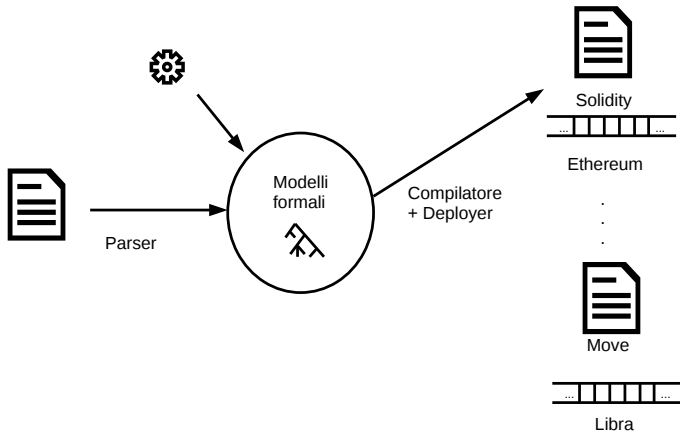 Solidity
... ...
Ethereum
.
.
.
Modelli
formali
Compilatore
+ Deployer
Parser
Move
... ...
Libra